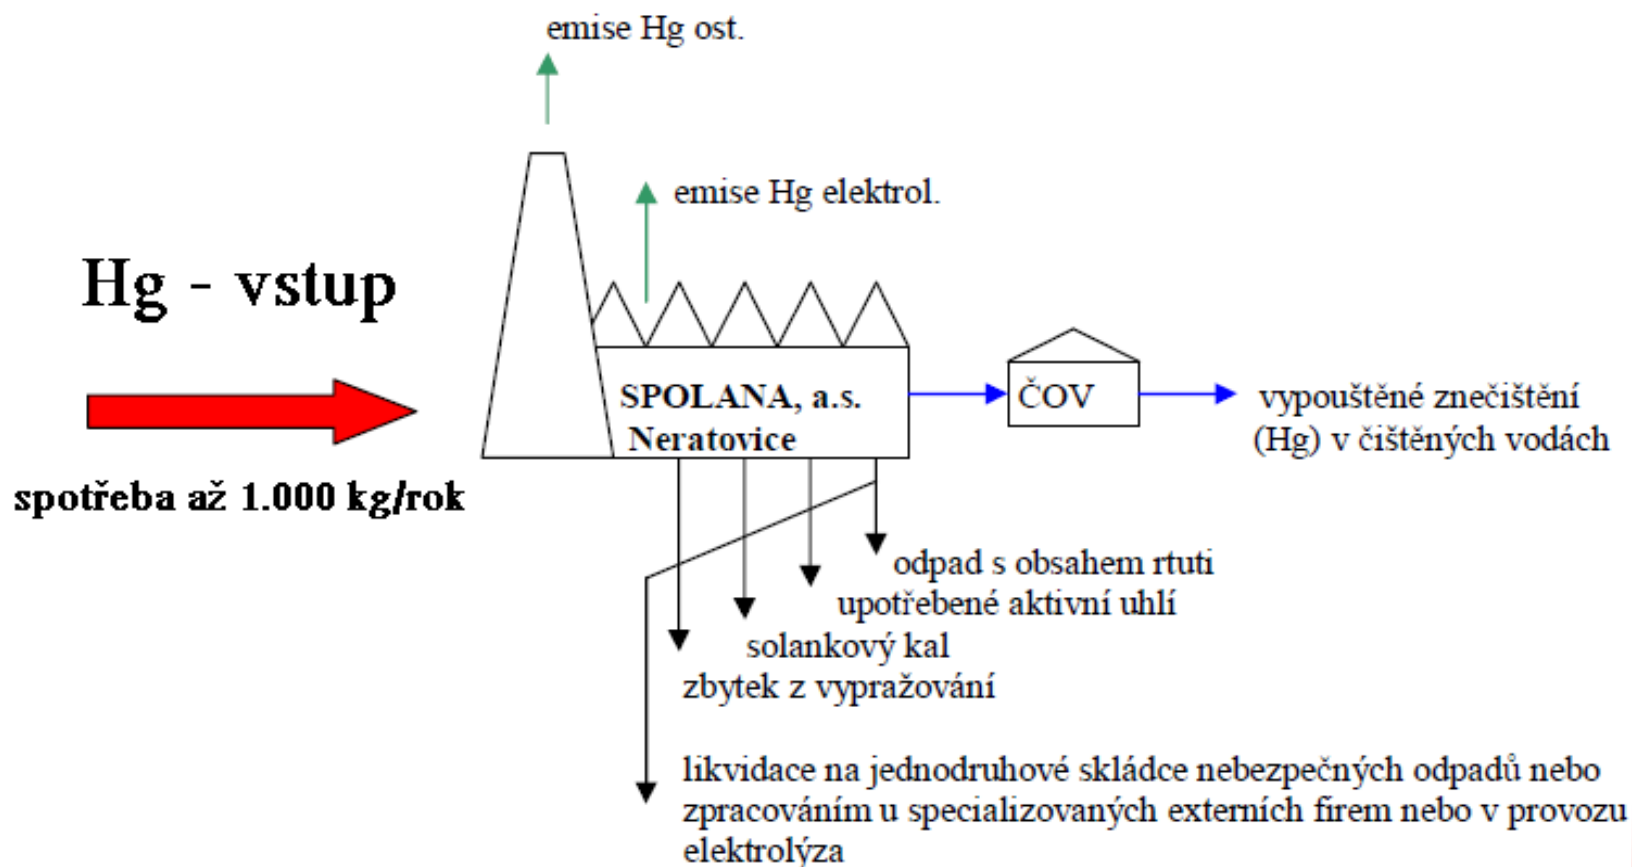 emise Hg ost.
emise Hg elektrol.
Hg - vstup
SPOLANA, a.s.
Neratovice
ČOV
vypouštěné znečištění
(Hg) v čištěných vodách
spotřeba až 1.000 kg/rok
odpad s obsahem rtuti
upotřebené aktivní uhlí
solankový kal
zbytek z vypražování
likvidace na jednodruhové skládce nebezpečných odpadů nebo
zpracováním u specializovaných externích firem nebo v provozu
elektrolýza